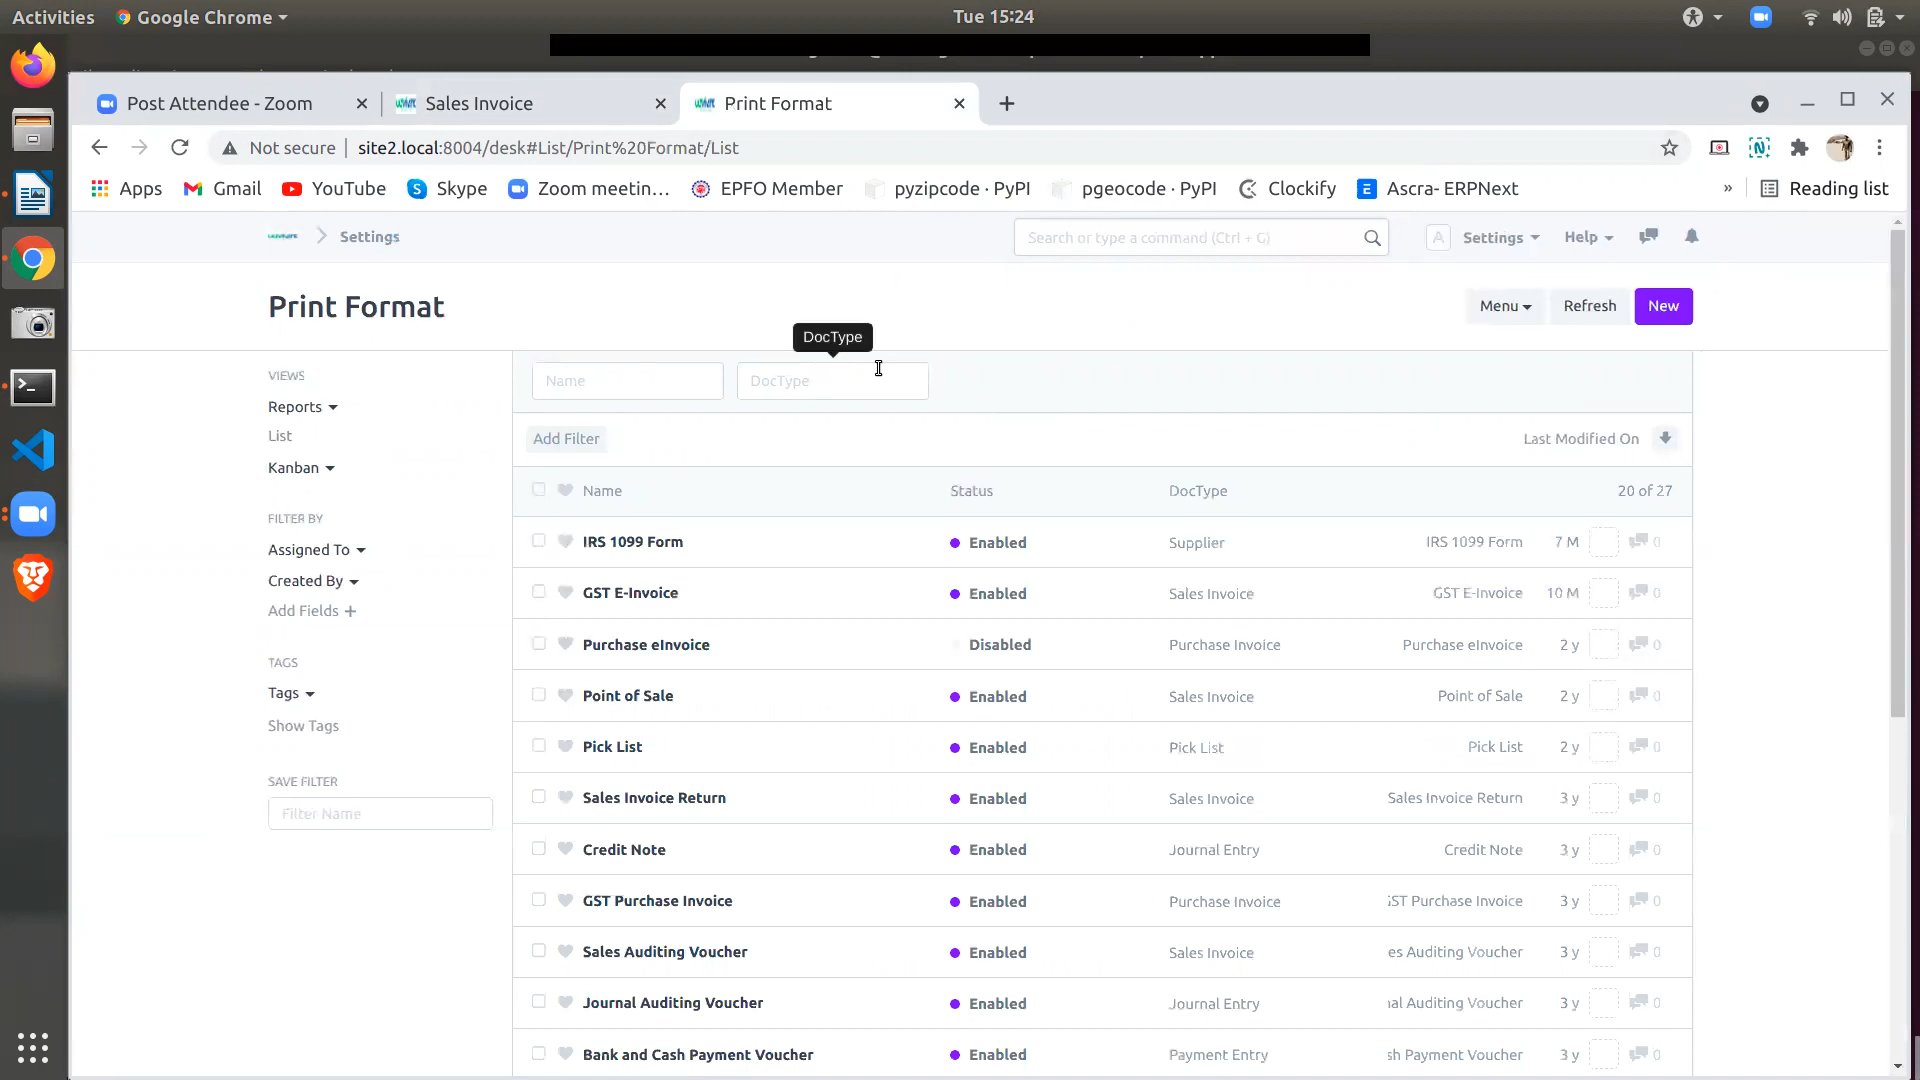 Activities Google Chrome Tue 15:24
Post Attendee - Zoom Sales Invoice Print Format
Not secure site2.local:8004/desk#List/Print%20Format/List
Apps Gmail YouTube Skype Zoom meetin... EPFO Member pyzipcode · PyPI pgeocode · PyPI Clockify Ascra- ERPNext » Reading list
Settings Search or type a command (Ctrl + G) A Settings Help
Print Format Menu Refresh New
DocType
VIEWS
Reports
List
Kanban
FILTER BY
Assigned To
Created By
Add Fields
TAGS
Tags
Show Tags
SAVE FILTER
Filter Name
Name DocType
Add Filter Last Modified On
Name Status DocType 20 of 27
IRS 1099 Form Enabled Supplier IRS 1099 Form 7 M 0
GST E-Invoice Enabled Sales Invoice GST E-Invoice 10 M 0
Purchase eInvoice Disabled Purchase Invoice Purchase eInvoice 2 y 0
Point of Sale Enabled Sales Invoice Point of Sale 2 y 0
Pick List Enabled Pick List Pick List 2 y 0
Sales Invoice Return Enabled Sales Invoice Sales Invoice Return 3 y 0
Credit Note Enabled Journal Entry Credit Note 3 y 0
GST Purchase Invoice Enabled Purchase Invoice ST Purchase Invoice 3 y 0
Sales Auditing Voucher Enabled Sales Invoice es Auditing Voucher 3 y 0
Journal Auditing Voucher Enabled Journal Entry al Auditing Voucher 3 y 0
Bank and Cash Payment Voucher Enabled Payment Entry sh Payment Voucher 3 y 0